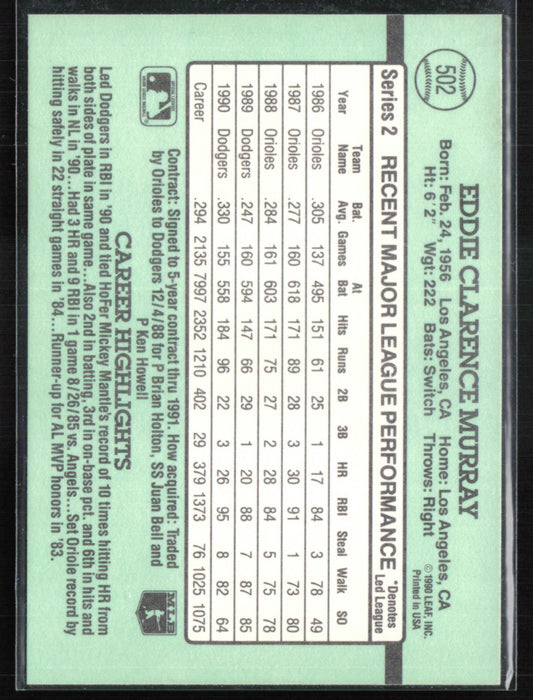 502
EDDIE CLARENCE MURRAY
Born: Feb. 24, 1956 Los Angeles, CA Home: Los Angeles, CA
Ht: 6' 2" Wgt: 222 Bats: Switch Throws: Right
© 1990 LEAF, INC.
Printed in USA
Series 2 RECENT MAJOR LEAGUE PERFORMANCE *Denotes Led League
Year Team Name Bat. Avg. Games At Bat Hits Runs 2B 3B HR RBI Steal Walk SO
1986 Orioles .305 137 495 151 61 25 1 17 84 3 78 49
1987 Orioles .277 160 618 171 89 28 3 30 91 1 73 80
1988 Orioles .284 161 603 171 75 27 2 28 84 5 75 78
1989 Dodgers .247 160 594 147 66 29 1 20 88 7 87 85
1990 Dodgers .330 155 558 184 96 22 3 26 95 8 82 64
Career .294 2135 7997 2352 1210 402 29 379 1373 76 1025 1075
Contract: Signed to 5-year contract thru 1991. How acquired: Traded
by Orioles to Dodgers 12/4/88 for P Brian Holton, SS Juan Bell and
P Ken Howell
MLB
CAREER HIGHLIGHTS
Led Dodgers in RBI in '90 and tied HoFer Mickey Mantle's record of 10 times hitting HR from
both sides of plate in same game...Also 2nd in batting, 3rd in on-base pct. and 6th in hits and
walks in NL in '90...Had 3 HR and 9 RBI in 1 game 8/26/85 vs. Angels...Set Oriole record by
hitting safely in 22 straight games in '84...Runner-up for AL MVP honors in '83.